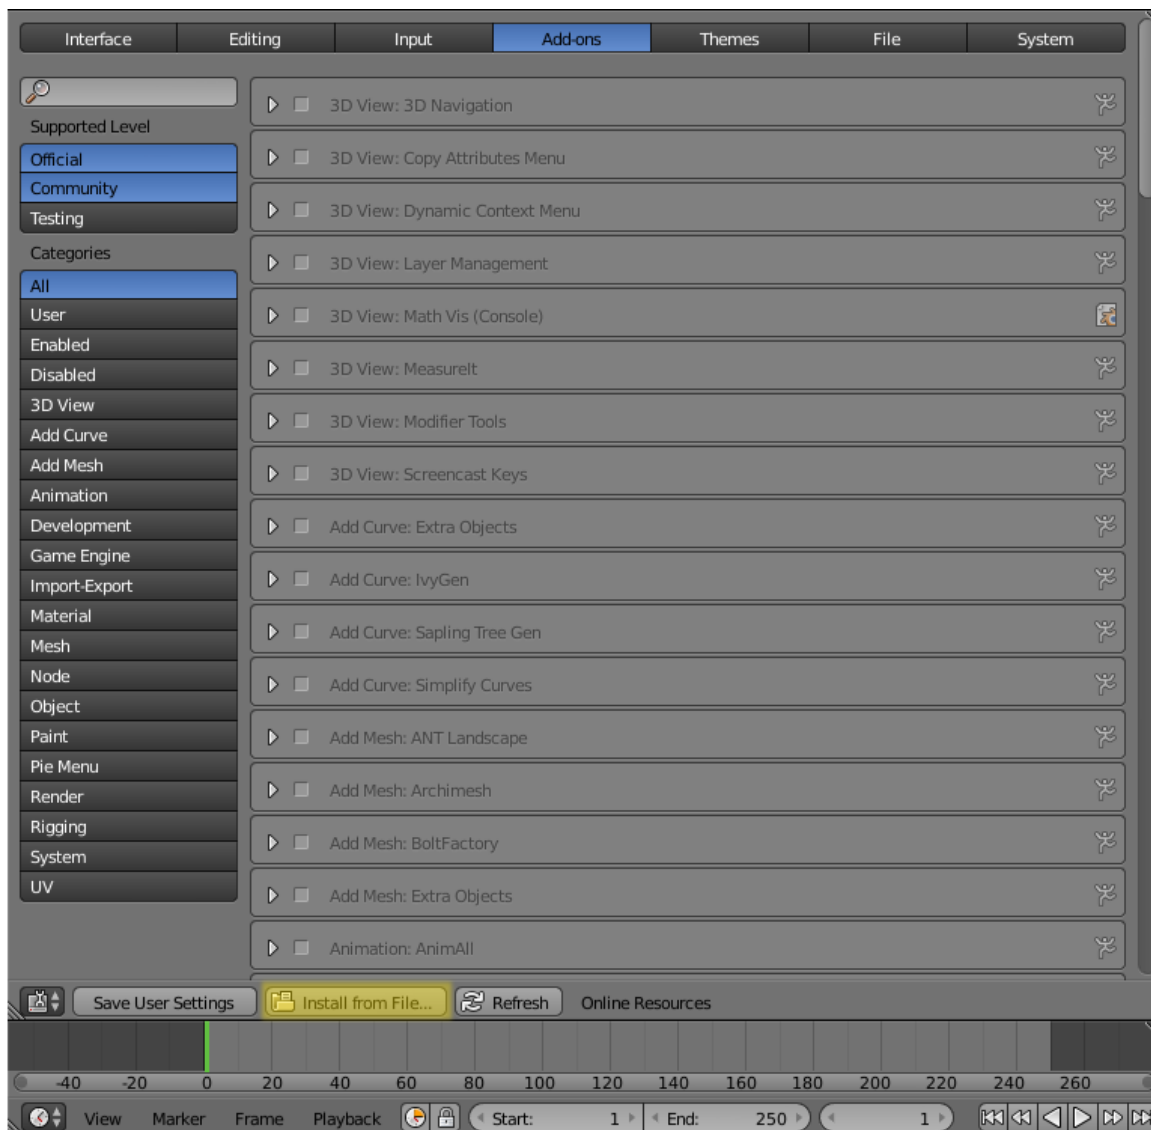 Interface Editing Input Add-ons Themes File System
Supported Level
Official
Community
Testing
Categories
All
User
Enabled
Disabled
3D View
Add Curve
Add Mesh
Animation
Development
Game Engine
Import-Export
Material
Mesh
Node
Object
Paint
Pie Menu
Render
Rigging
System
UV
3D View: 3D Navigation
3D View: Copy Attributes Menu
3D View: Dynamic Context Menu
3D View: Layer Management
3D View: Math Vis (Console)
3D View: MeasureIt
3D View: Modifier Tools
3D View: Screencast Keys
Add Curve: Extra Objects
Add Curve: IvyGen
Add Curve: Sapling Tree Gen
Add Curve: Simplify Curves
Add Mesh: ANT Landscape
Add Mesh: Archimesh
Add Mesh: BoltFactory
Add Mesh: Extra Objects
Animation: AnimAll
Save User Settings Install from File... Refresh Online Resources
-40 -20 0 20 40 60 80 100 120 140 160 180 200 220 240 260
View Marker Frame Playback Start: 1 End: 250 1